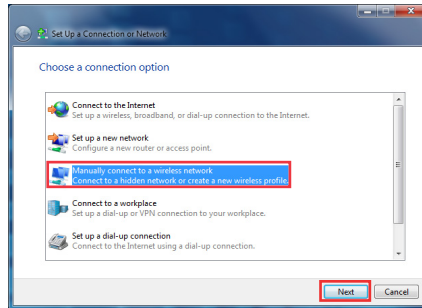 Set Up a Connection or Network
Choose a connection option
Connect to the Internet
Set up a wireless, broadband, or dial-up connection to the Internet.
Set up a new network
Configure a new router or access point.
Manually connect to a wireless network
Connect to a hidden network or create a new wireless profile.
Connect to a workplace
Set up a dial-up or VPN connection to your workplace.
Set up a dial-up connection
Connect to the Internet using a dial-up connection.
Next
Cancel